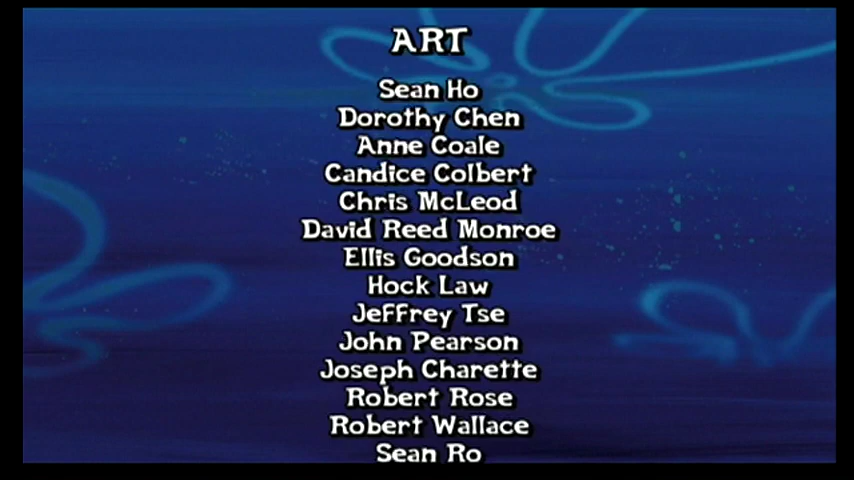 ART
Sean Ho
Dorothy Chen
Anne Coale
Candice Colbert
Chris McLeod
David Reed Monroe
Ellis Goodson
Hock Law
Jeffrey Tse
John Pearson
Joseph Charette
Robert Rose
Robert Wallace
Sean Ro